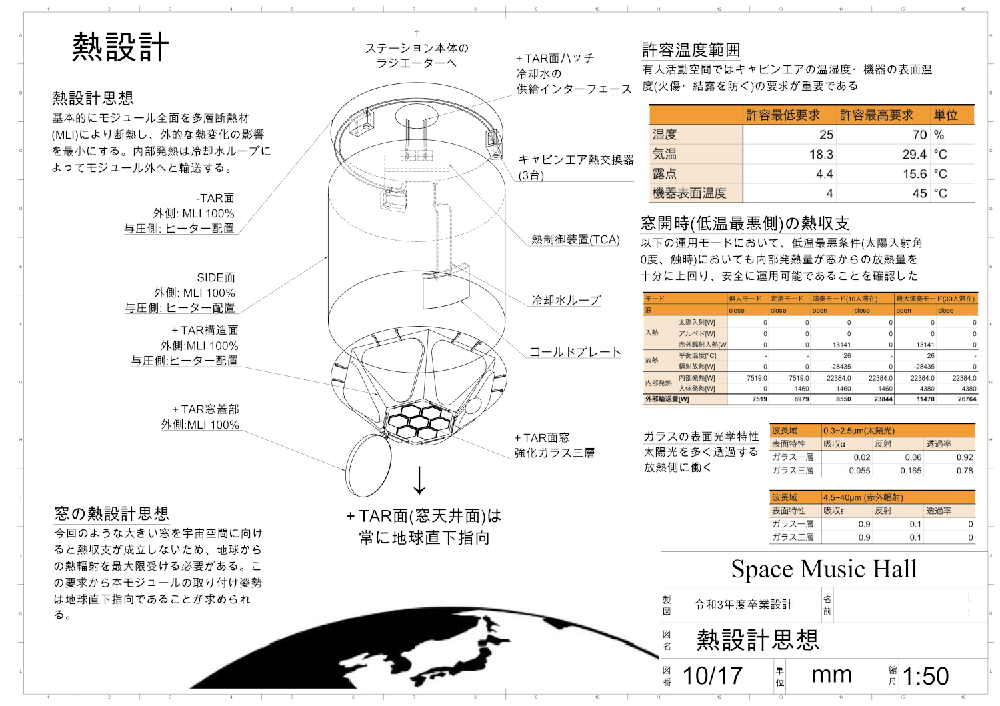 熱設計
熱設計思想
基本的にモジュール全面を多層断熱材
(MLI)により断熱し、外的な熱変化の影響
を最小にする。内部発熱は冷却水ループに
よってモジュール外へと輸送する。
-TAR面
外側: MLI 100%
与圧側: ヒーター配置
SIDE面
外側: MLI 100%
与圧側: ヒーター配置
+TAR構造面
外側:MLI 100%
与圧側:ヒーター配置
+TAR窓蓋部
外側:MLI 100%
ステーション本体の
ラジエーターへ
+TAR面ハッチ
冷却水の
供給インターフェース
キャビンエア熱交換器
(3台)
熱制御装置(TCA)
冷却水ループ
コールドプレート
+TAR面窓
強化ガラス三層
+TAR面(窓天井面)は
常に地球直下指向
窓の熱設計思想
今回のような大きい窓を宇宙空間に向け
ると熱収支が成立しないため、地球から
の熱輻射を最大限受ける必要がある。こ
の要求から本モジュールの取り付け姿勢
は地球直下指向であることが求められ
る。
許容温度範囲
有人活動空間ではキャビンエアの温湿度・機器の表面温
度(火傷・結露を防ぐ)の要求が重要である
許容最低要求 許容最高要求 単位
湿度 25 70 %
気温 18.3 29.4 °C
露点 4.4 15.6 °C
機器表面温度 4 45 °C
窓開時(低温最悪側)の熱収支
以下の運用モードにおいて、低温最悪条件(太陽入射角
0度、蝕時)においても内部発熱量が窓からの放熱量を
十分に上回り、安全に運用可能であることを確認した
モード 無人モード 定常モード 演奏モード(10人滞在) 最大演奏モード(30人滞在)
窓 close close open close open close
入熱 太陽入射[W] 0 0 0 0 0 0
アルベド[W] 0 0 0 0 0 0
赤外輻射入熱[W 0 0 13141 0 13141 0
放熱 平衡温度[°C] - - 26 - 26 -
輻射放熱[W] 0 0 -28435 0 -28435 0
内部発熱 内部発熱[W] 7519.0 7519.0 22384.0 22384.0 22384.0 22384.0
人体発熱[W] 0 1460 1460 1460 4380 4380
外部輸送量[W] 7519 8979 8550 23844 11470 26764
ガラスの表面光学特性
太陽光を多く透過する
放熱側に働く
波長域 0.3~2.5μm(太陽光)
表面特性 吸収α 反射 透過率
ガラス一層 0.02 0.06 0.92
ガラス三層 0.055 0.165 0.78
波長域 4.5~40μm (赤外輻射)
表面特性 吸収ε 反射 透過率
ガラス一層 0.9 0.1 0
ガラス三層 0.9 0.1 0
Space Music Hall
製図 令和3年度卒業設計 名前
図名 熱設計思想
図番 10/17 単位 mm 縮尺 1:50